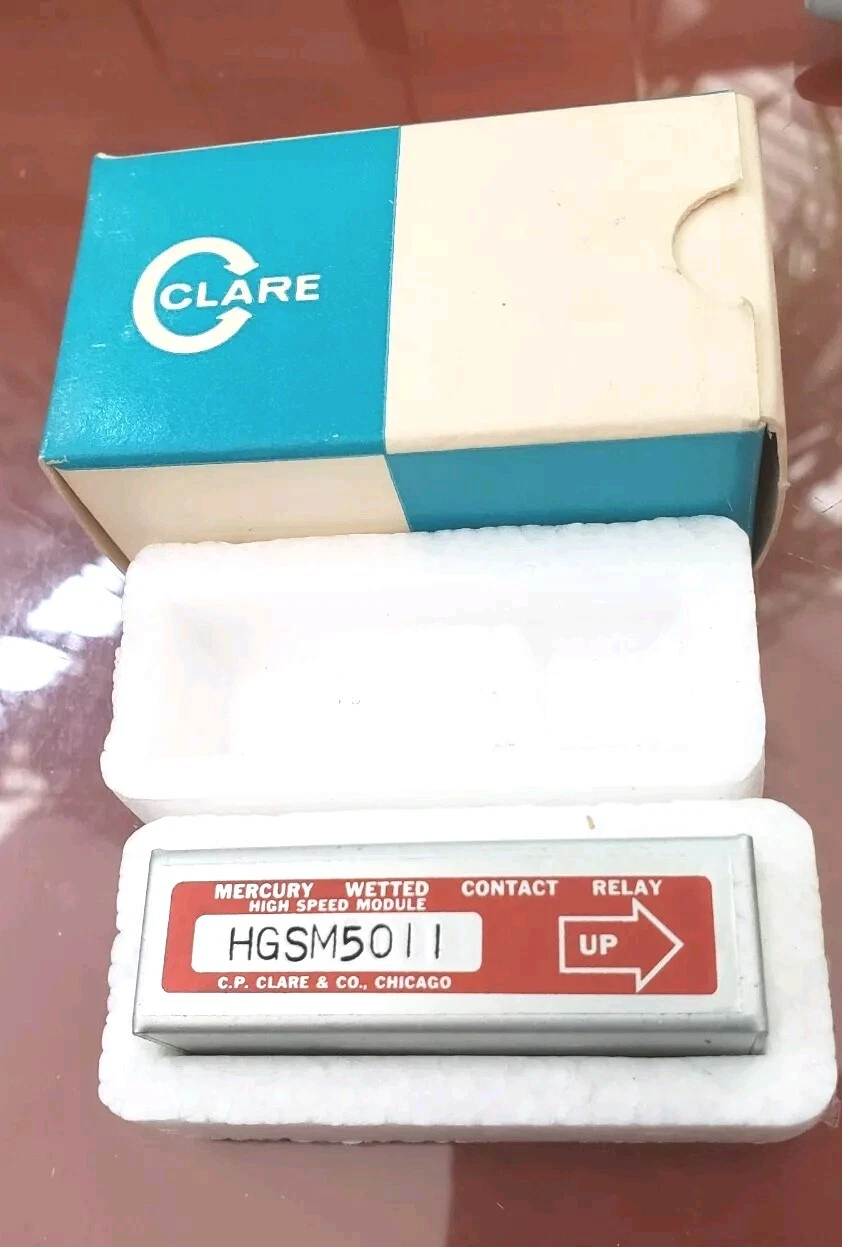 CLARE
MERCURY WETTED CONTACT RELAY
HIGH SPEED MODULE
HGSM5011
UP
C.P. CLARE & CO., CHICAGO